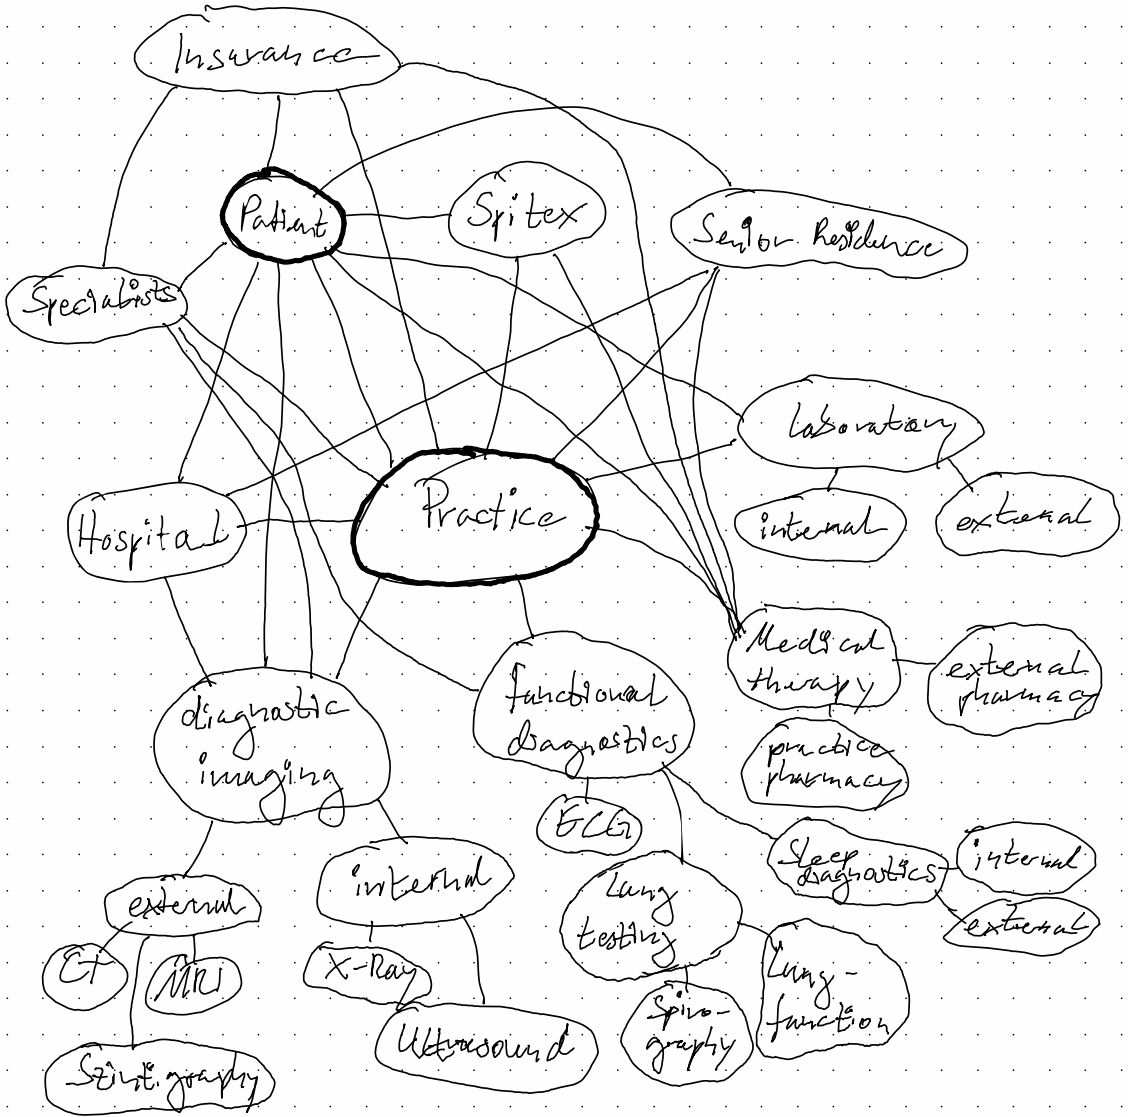 Insurance
Patient
Spitex
Senior Residence
Specialists
Laboratory
Practice
Hospital
internal
external
Medical
therapy
external
pharmacy
functional
diagnostics
diagnostic
imaging
practice
pharmacy
ECG
Sleep
diagnostics
internal
external
internal
external
Lung
testing
X-Ray
CT
MRI
Lung-
function
Spiro-
graphy
Ultrasound
Szintigraphy